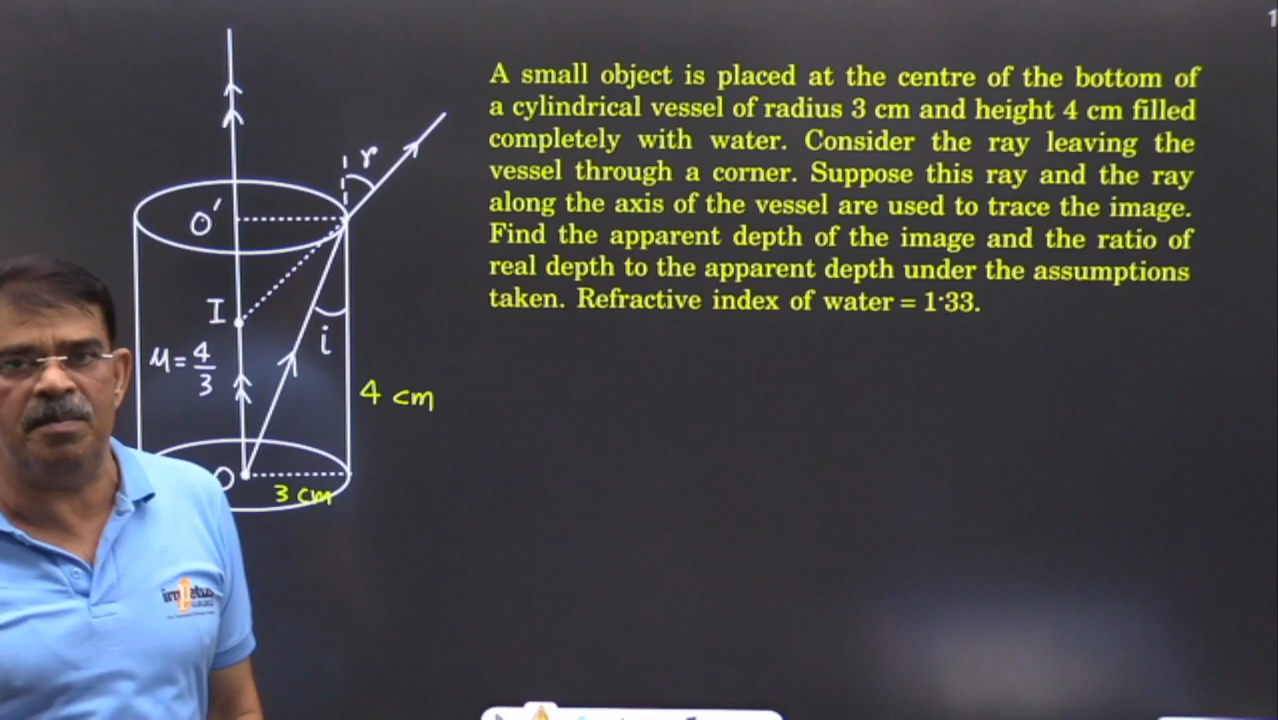 1
A small object is placed at the centre of the bottom of
a cylindrical vessel of radius 3 cm and height 4 cm filled
completely with water. Consider the ray leaving the
vessel through a corner. Suppose this ray and the ray
along the axis of the vessel are used to trace the image.
Find the apparent depth of the image and the ratio of
real depth to the apparent depth under the assumptions
taken. Refractive index of water = 1·33.
r
O'
I
i
μ = 4/3
4 cm
O
3 cm
impetus